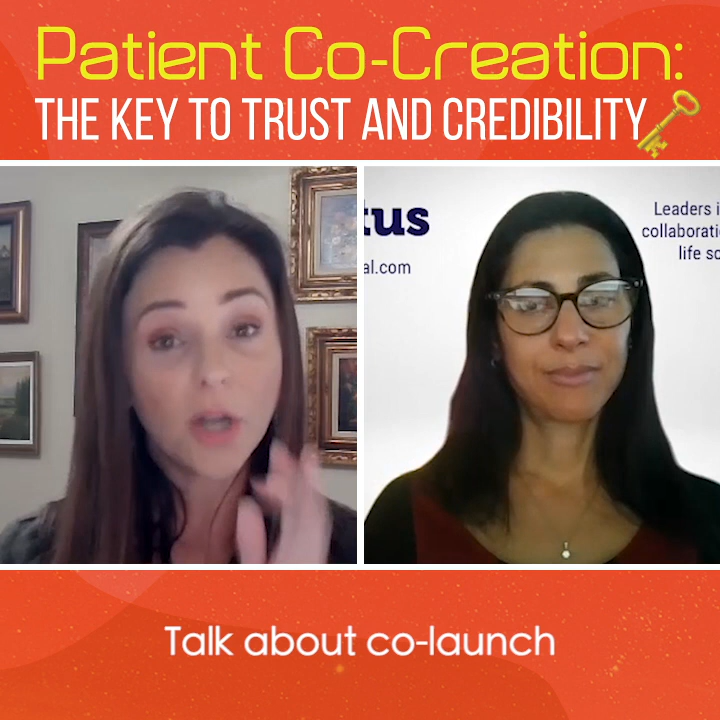 Patient Co-Creation:
THE KEY TO TRUST AND CREDIBILITY
tus
al.com
Leaders i
collaborati
life sc
Talk about co-launch